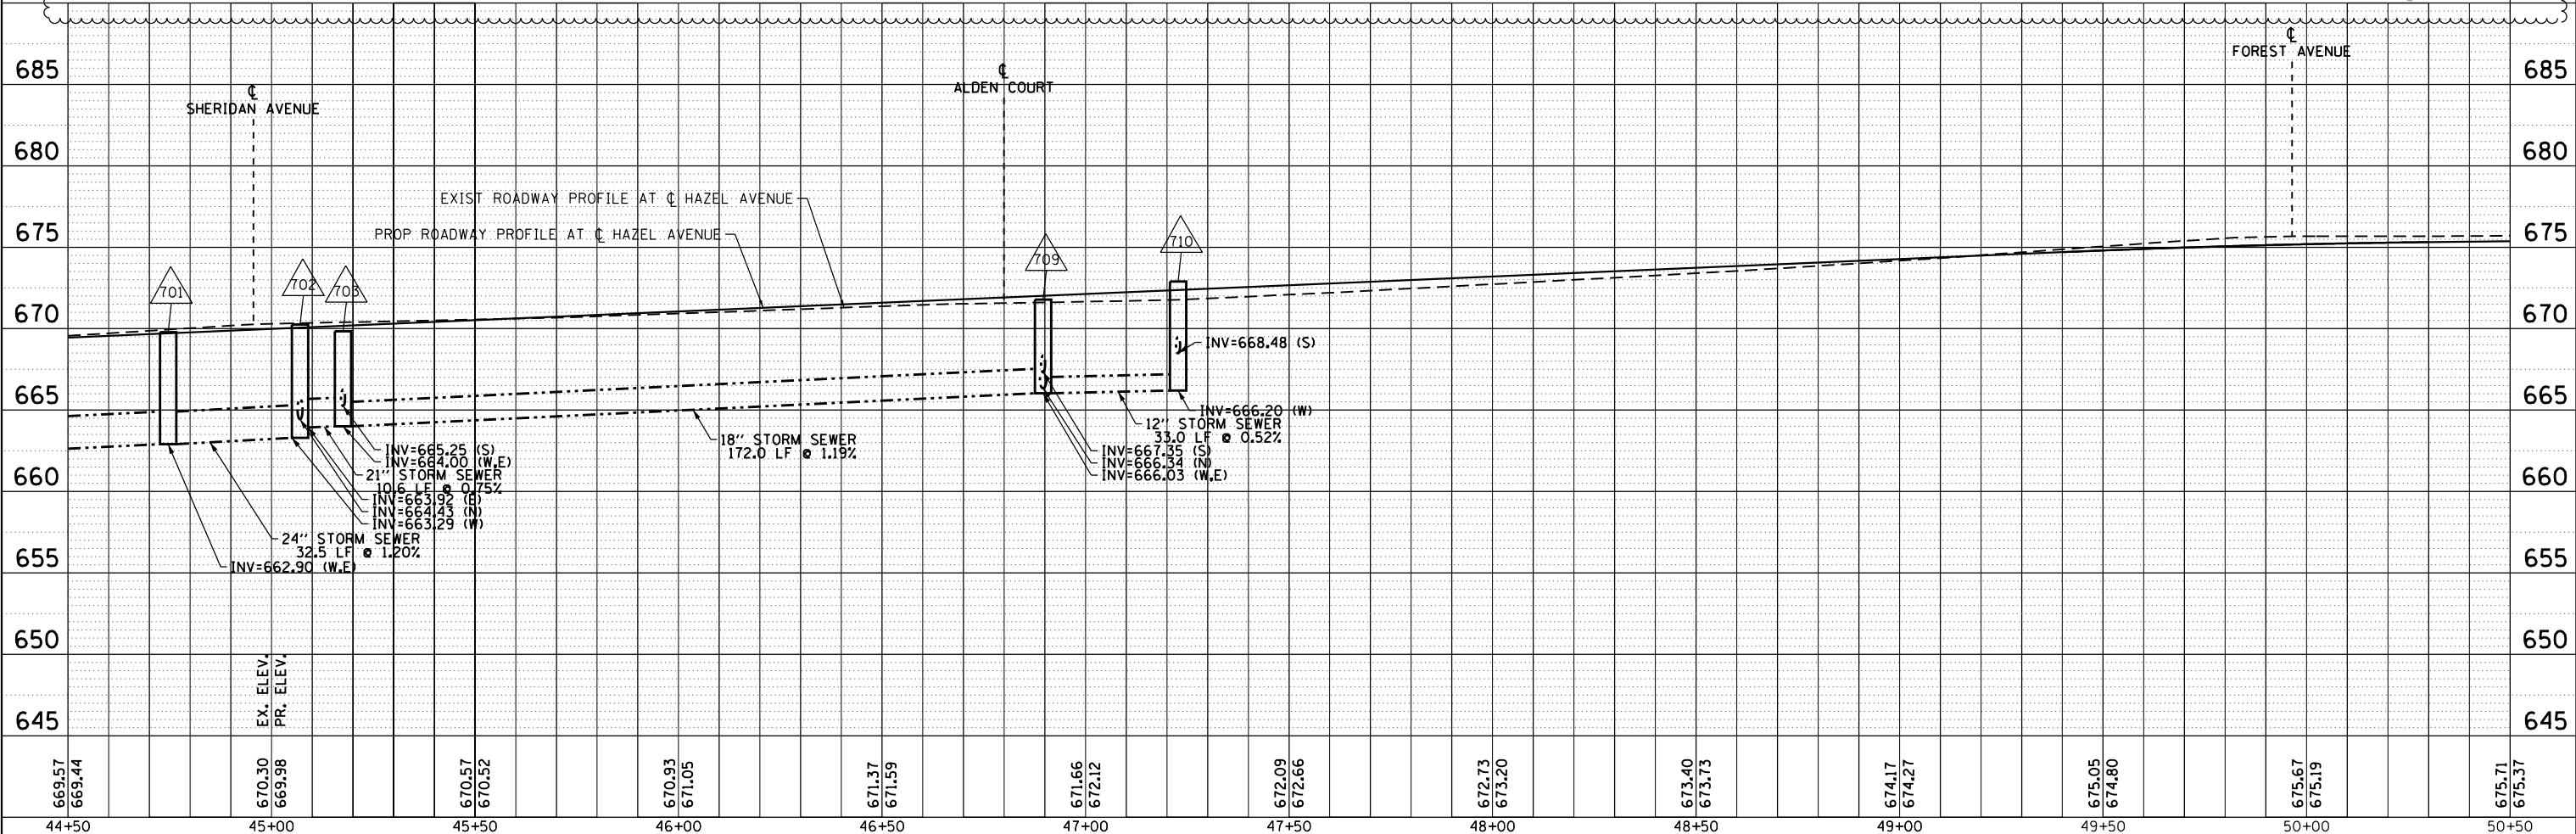 ℄
FOREST AVENUE
685
℄
685
℄
ALDEN COURT
SHERIDAN AVENUE
680
680
EXIST ROADWAY PROFILE AT ℄ HAZEL AVENUE
675
PROP ROADWAY PROFILE AT ℄ HAZEL AVENUE
710
675
709
701
702
703
670
670
INV=668.48 (S)
665
665
INV=666.20 (W)
12'' STORM SEWER
33.0 LF @ 0.52%
18'' STORM SEWER
172.0 LF @ 1.19%
INV=667.35 (S)
INV=666.34 (N)
INV=666.03 (W,E)
INV=665.25 (S)
INV=664.00 (W,E)
21'' STORM SEWER
10.6 LF @ 0.75%
660
660
INV=663.92 (E)
INV=664.43 (N)
INV=663.29 (W)
24'' STORM SEWER
32.5 LF @ 1.20%
655
INV=662.90 (W,E)
655
650
650
EX. ELEV.
PR. ELEV.
645
645
669.57
669.44
670.30
669.98
670.57
670.52
670.93
671.05
671.37
671.59
671.66
672.12
672.09
672.66
672.73
673.20
673.40
673.73
674.17
674.27
675.05
674.80
675.67
675.19
675.71
675.37
44+50
45+00
45+50
46+00
46+50
47+00
47+50
48+00
48+50
49+00
49+50
50+00
50+50